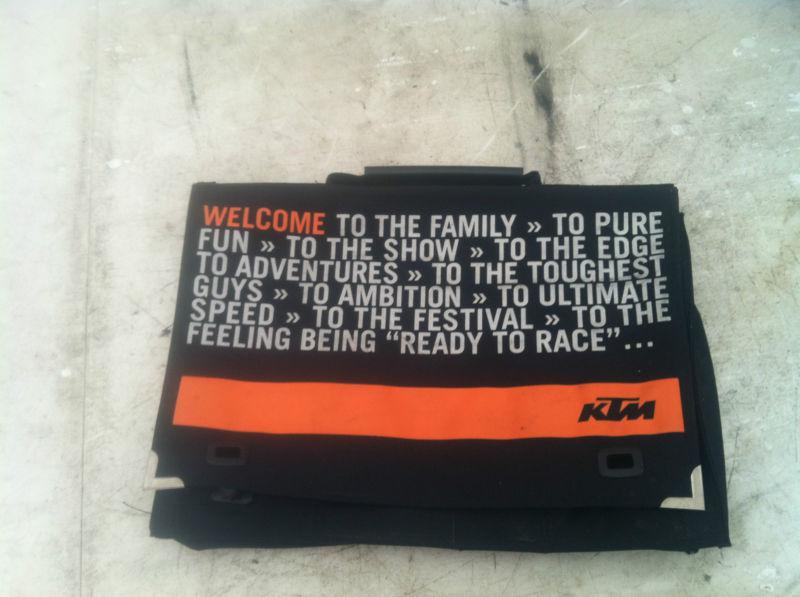 WELCOME TO THE FAMILY » TO PURE
FUN » TO THE SHOW » TO THE EDGE
TO ADVENTURES » TO THE TOUGHEST
GUYS » TO AMBITION » TO ULTIMATE
SPEED » TO THE FESTIVAL » TO THE
FEELING BEING “READY TO RACE”...
KTM